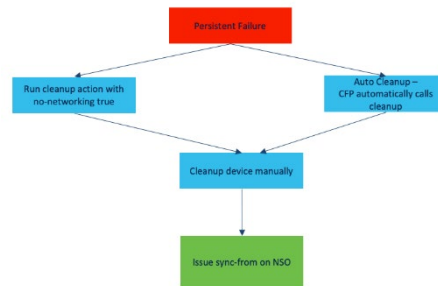 Persistent Failure
Run cleanup action with
no-networking true
Auto Cleanup –
CFP automatically calls
cleanup
Cleanup device manually
Issue sync-from on NSO